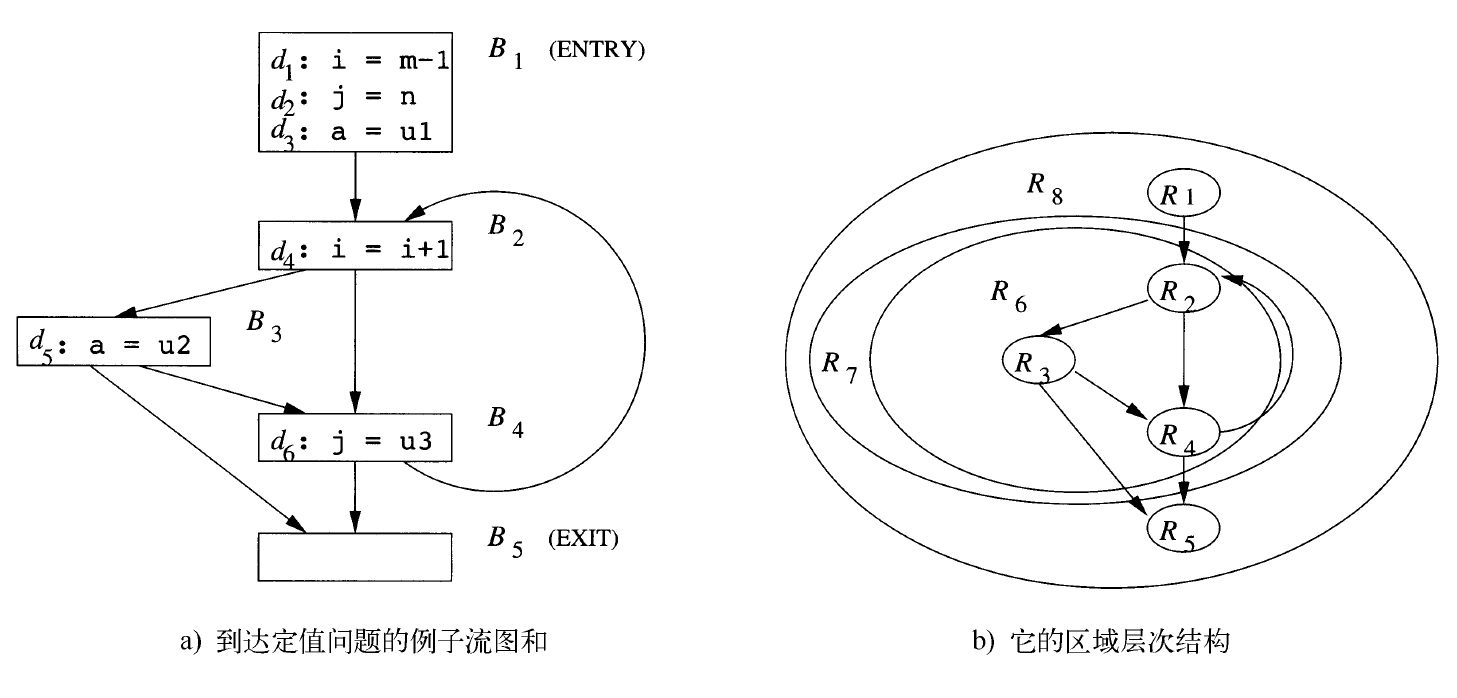 d1: i = m-1
d2: j = n
d3: a = u1
B1 (ENTRY)
d4: i = i+1
B2
d5: a = u2
B3
d6: j = u3
B4
B5 (EXIT)
a) 到达定值问题的例子流图和
R8
R1
R2
R6
R3
R7
R4
R5
b) 它的区域层次结构